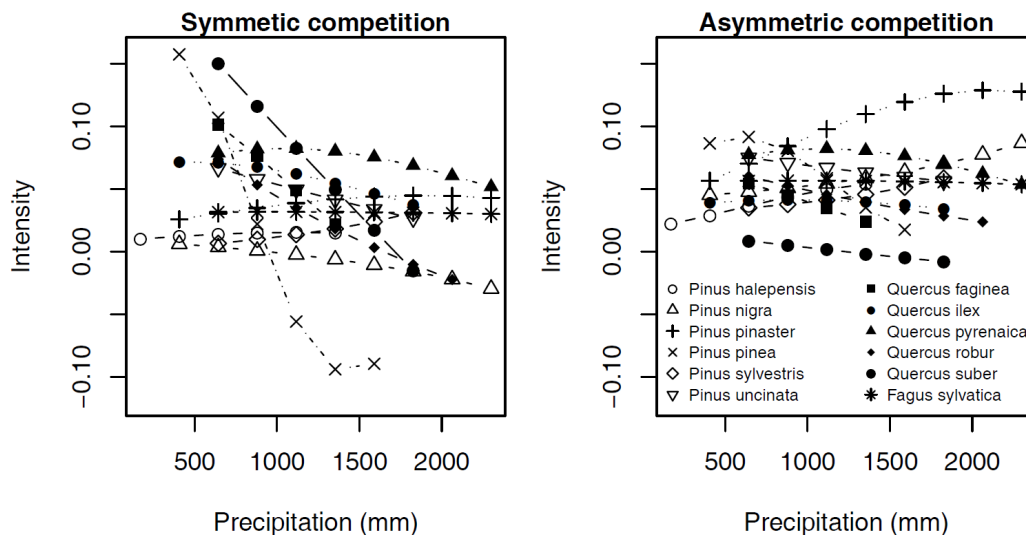 Symmetic competition
Asymmetric competition
Intensity
0.10
0.00
−0.10
500 1000 1500 2000
Precipitation (mm)
Intensity
0.10
0.00
−0.10
Pinus halepensis
Pinus nigra
Pinus pinaster
Pinus pinea
Pinus sylvestris
Pinus uncinata
Quercus faginea
Quercus ilex
Quercus pyrenaica
Quercus robur
Quercus suber
Fagus sylvatica
500 1000 1500 2000
Precipitation (mm)